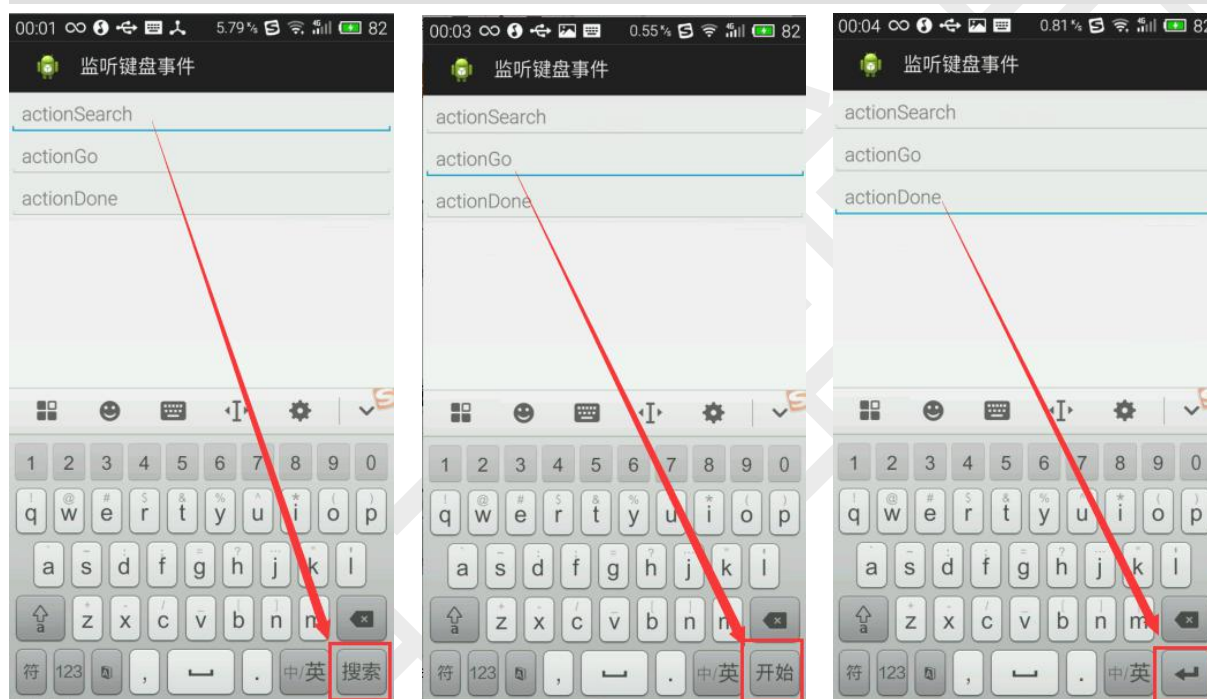 00:01 5.79 K/s 4G 82
监听键盘事件
actionSearch
actionGo
actionDone
1 2 3 4 5 6 7 8 9 0
q w e r t y u i o p
a s d f g h j k l
a z x c v b n m
符 123 , . 中/英 搜索
00:03 0.55 K/s 4G 82
监听键盘事件
actionSearch
actionGo
actionDone
1 2 3 4 5 6 7 8 9 0
q w e r t y u i o p
a s d f g h j k l
a z x c v b n m
符 123 , . 中/英 开始
00:04 0.81 K/s 4G 82
监听键盘事件
actionSearch
actionGo
actionDone
1 2 3 4 5 6 7 8 9 0
q w e r t y u i o p
a s d f g h j k l
a z x c v b n m
符 123 , . 中/英